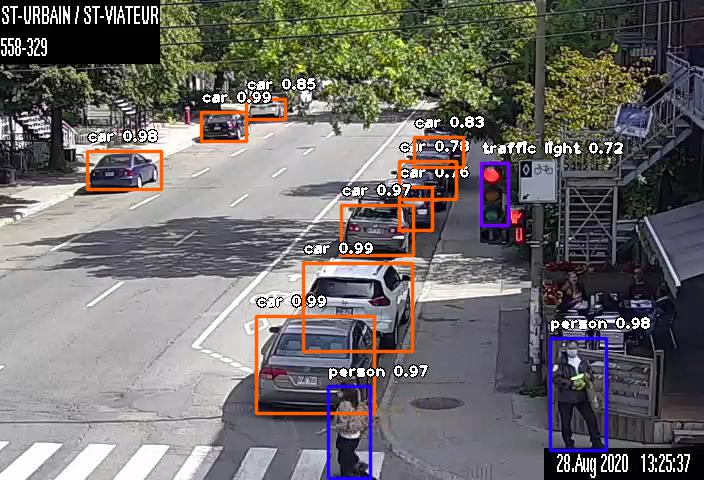 ST-URBAIN / ST-VIATEUR
558-329
car 0.85
car 0.99
car 0.83
car 0.98
car 0.78
traffic light 0.72
car 0.76
car 0.97
car 0.99
car 0.99
person 0.98
person 0.97
28.Aug 2020 13:25:37